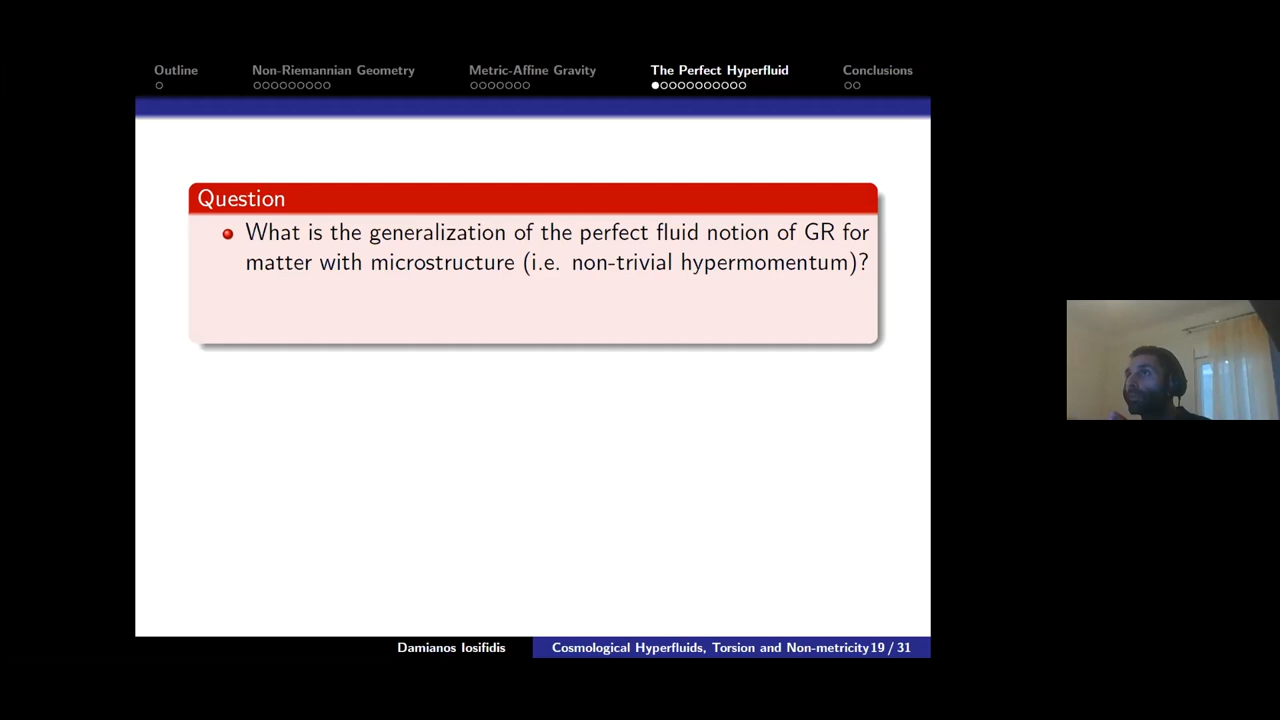 Outline
Non-Riemannian Geometry
Metric-Affine Gravity
The Perfect Hyperfluid
Conclusions
Question
What is the generalization of the perfect fluid notion of GR for
matter with microstructure (i.e. non-trivial hypermomentum)?
Damianos Iosifidis
Cosmological Hyperfluids, Torsion and Non-metricity 19 / 31